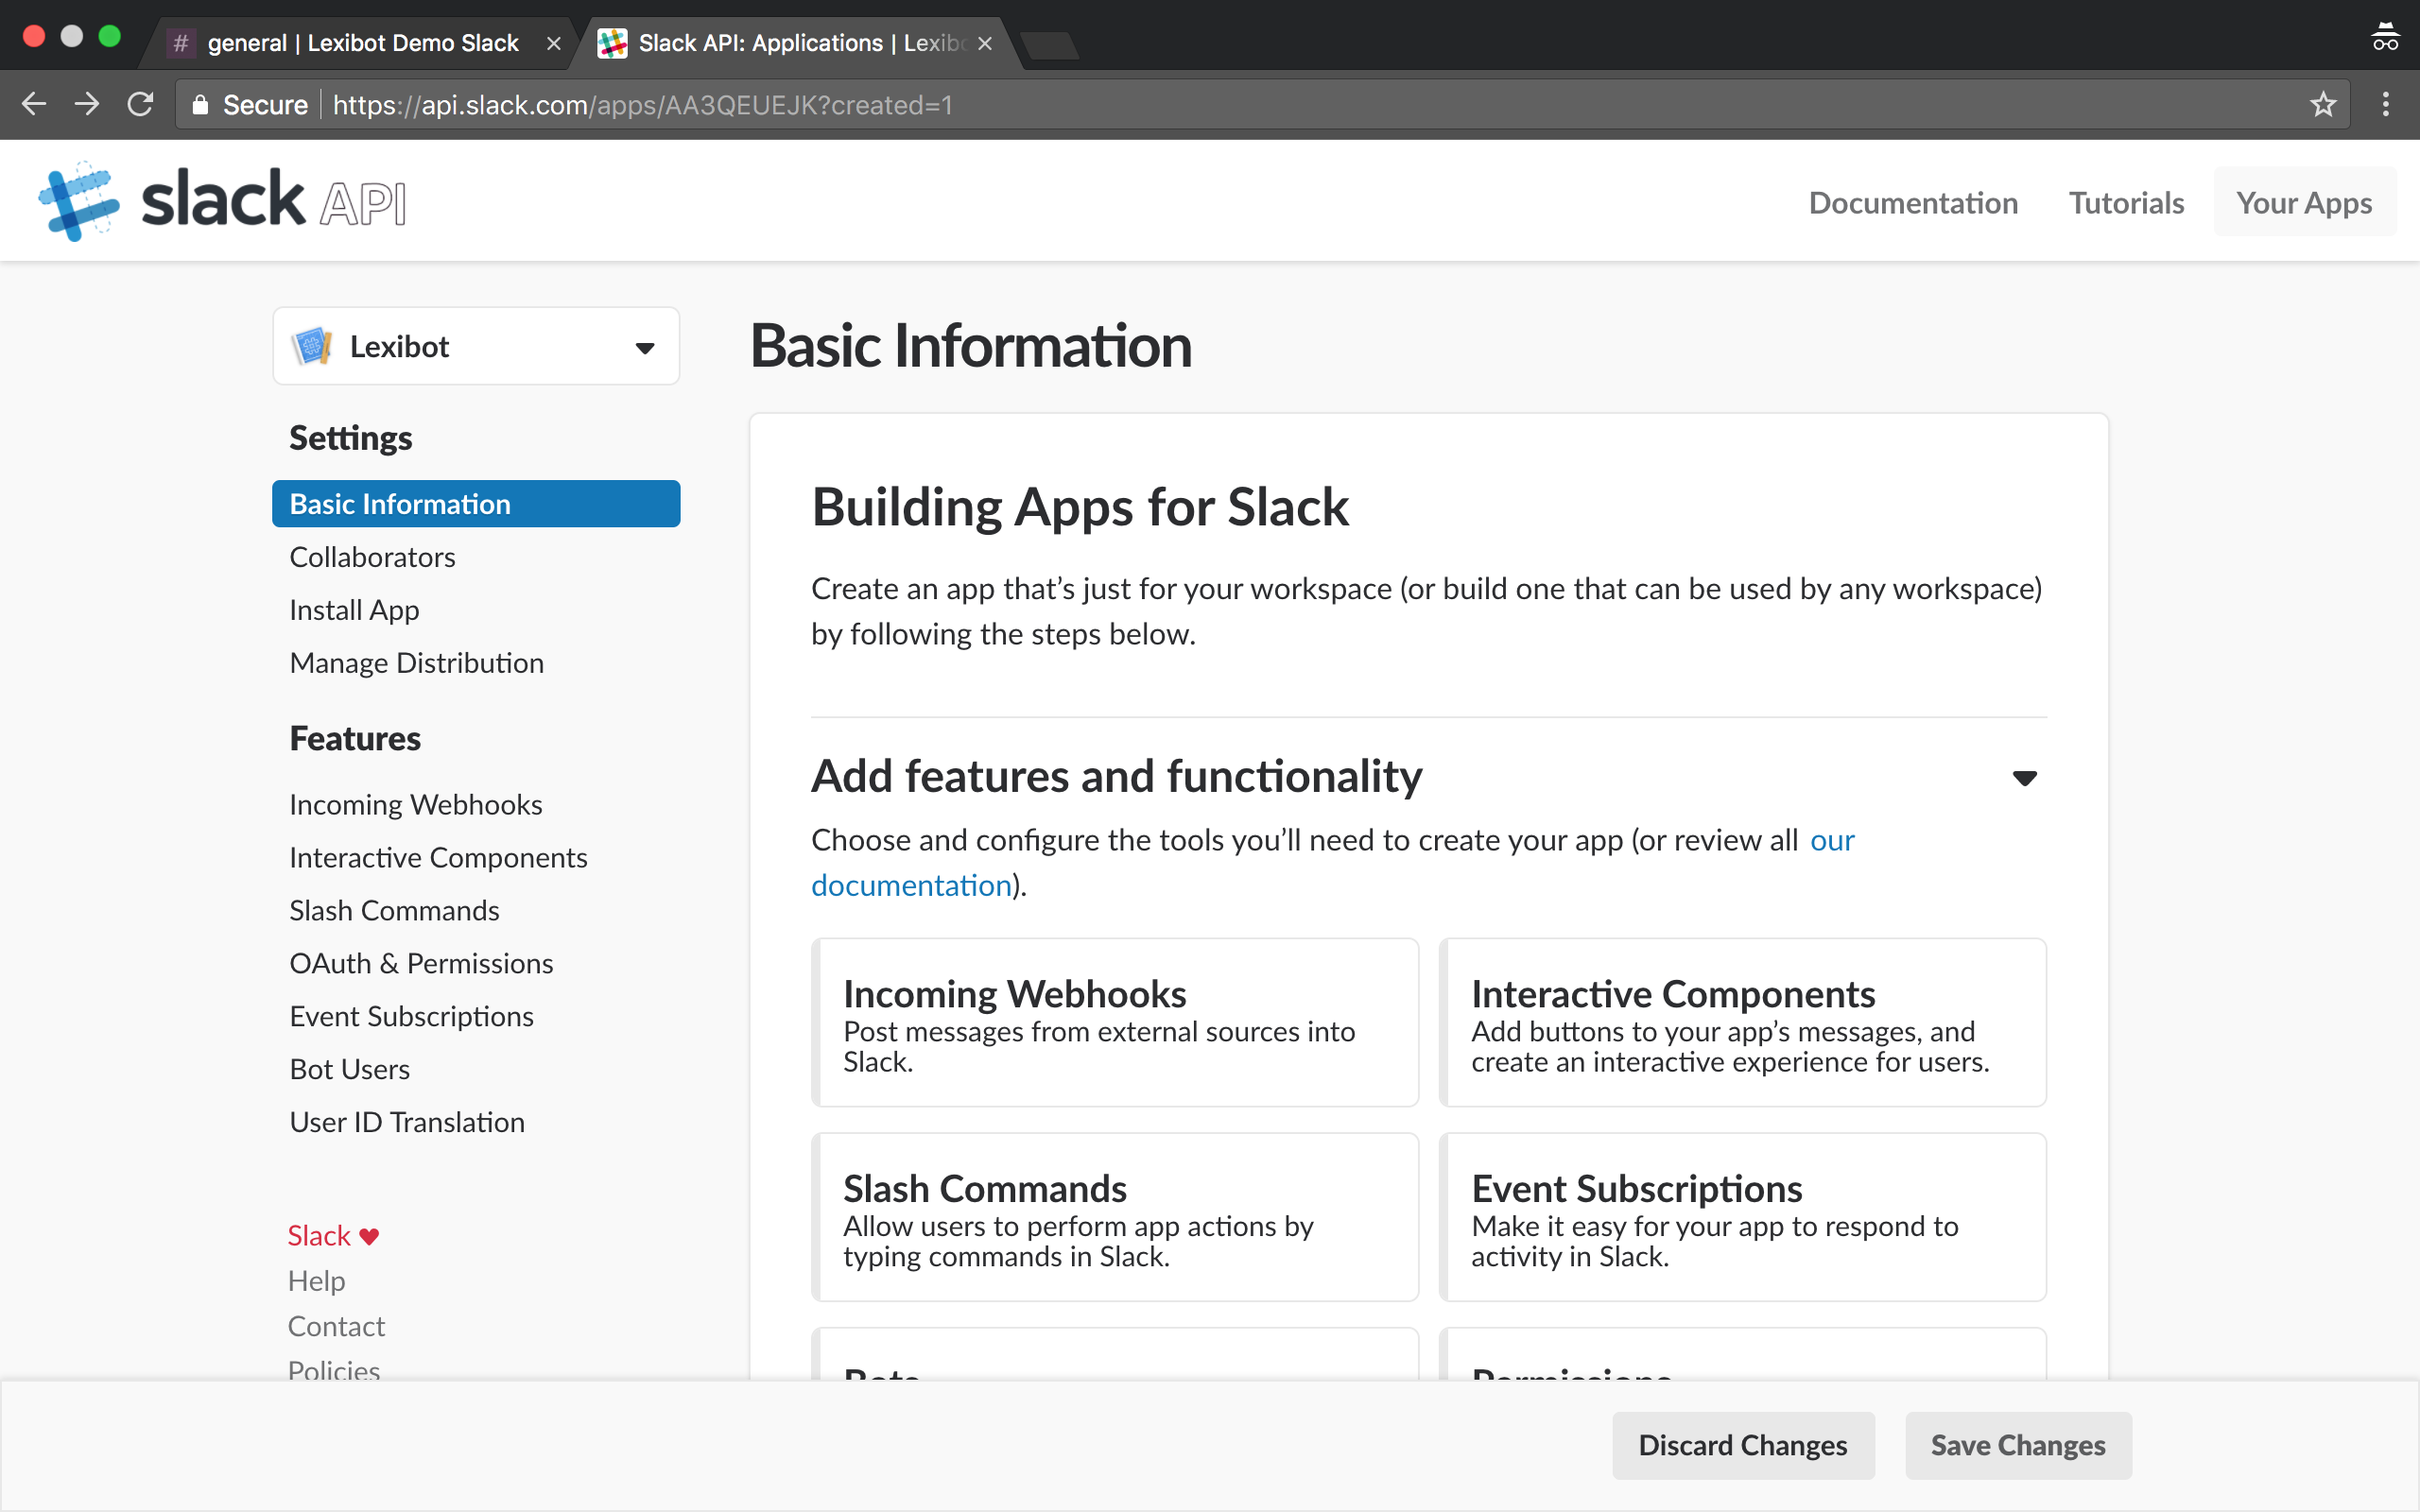 # general | Lexibot Demo Slack
Slack API: Applications | Lexibo
Secure https://api.slack.com/apps/AA3QEUEJK?created=1
slack API
Documentation
Tutorials
Your Apps
Lexibot
Settings
Basic Information
Collaborators
Install App
Manage Distribution
Features
Incoming Webhooks
Interactive Components
Slash Commands
OAuth & Permissions
Event Subscriptions
Bot Users
User ID Translation
Slack ♥
Help
Contact
Policies
Basic Information
Building Apps for Slack
Create an app that’s just for your workspace (or build one that can be used by any workspace)
by following the steps below.
Add features and functionality
Choose and configure the tools you’ll need to create your app (or review all our
documentation).
Incoming Webhooks
Post messages from external sources into
Slack.
Interactive Components
Add buttons to your app’s messages, and
create an interactive experience for users.
Slash Commands
Allow users to perform app actions by
typing commands in Slack.
Event Subscriptions
Make it easy for your app to respond to
activity in Slack.
Bots
Permissions
Discard Changes
Save Changes